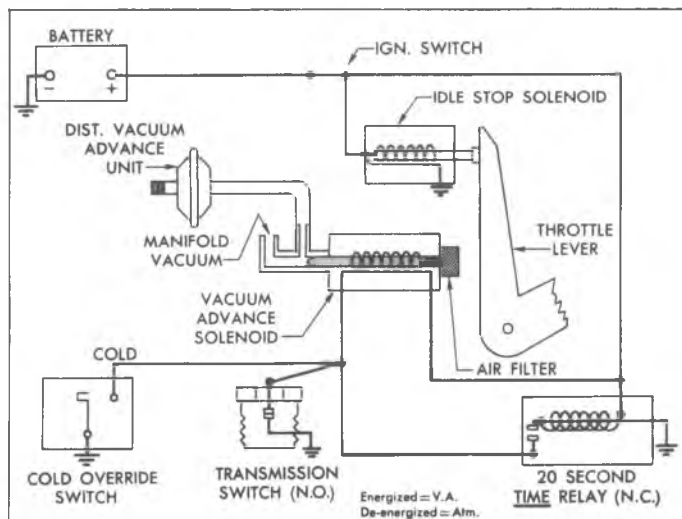 BATTERY
- +
IGN. SWITCH
IDLE STOP SOLENOID
DIST. VACUUM
ADVANCE
UNIT
MANIFOLD
VACUUM
THROTTLE
LEVER
VACUUM
ADVANCE
SOLENOID
AIR FILTER
COLD
COLD OVERRIDE
SWITCH
TRANSMISSION
SWITCH (N.O.)
Energized=V.A.
De-energized=Atm.
20 SECOND
TIME RELAY (N.C.)